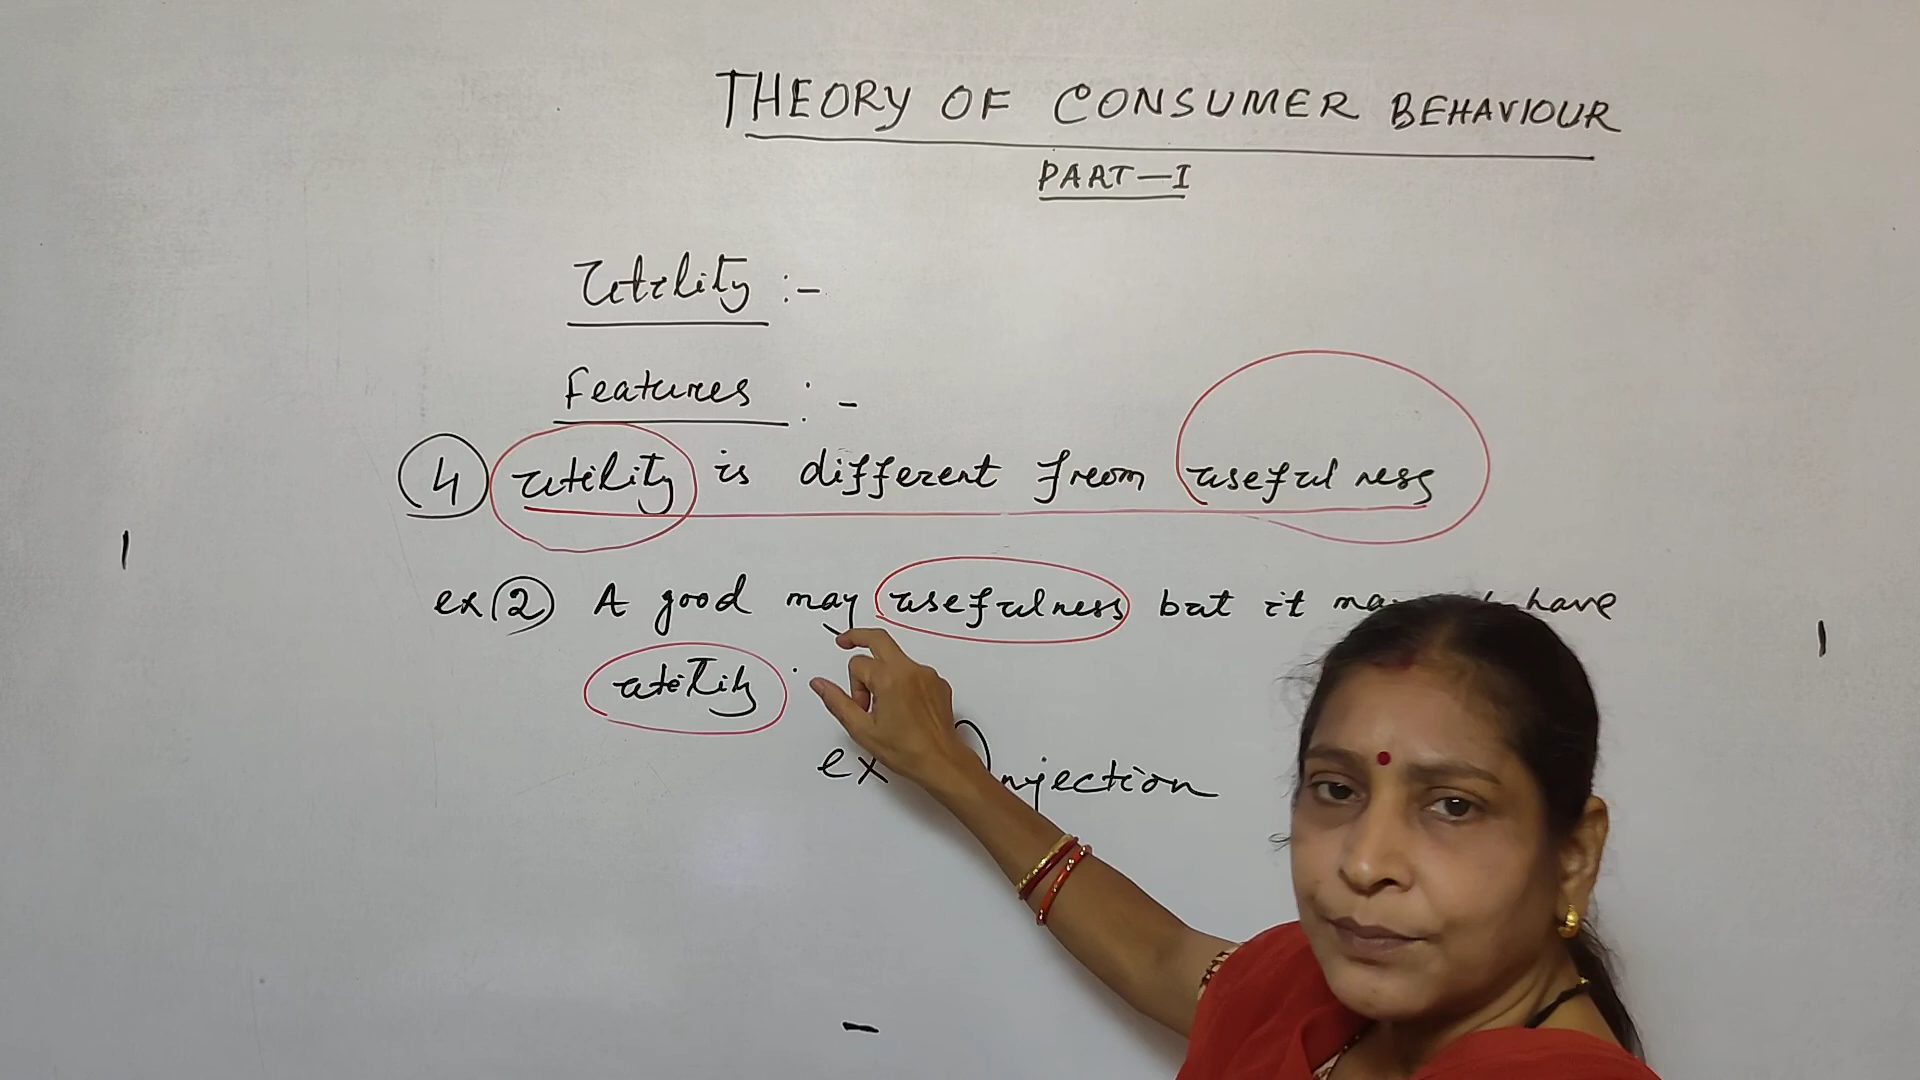 THEORY OF CONSUMER BEHAVIOUR
PART-I
Utility :-
Features :-
4 utility is different from usefulness
ex 2 A good may usefulness but it have
utility
ex